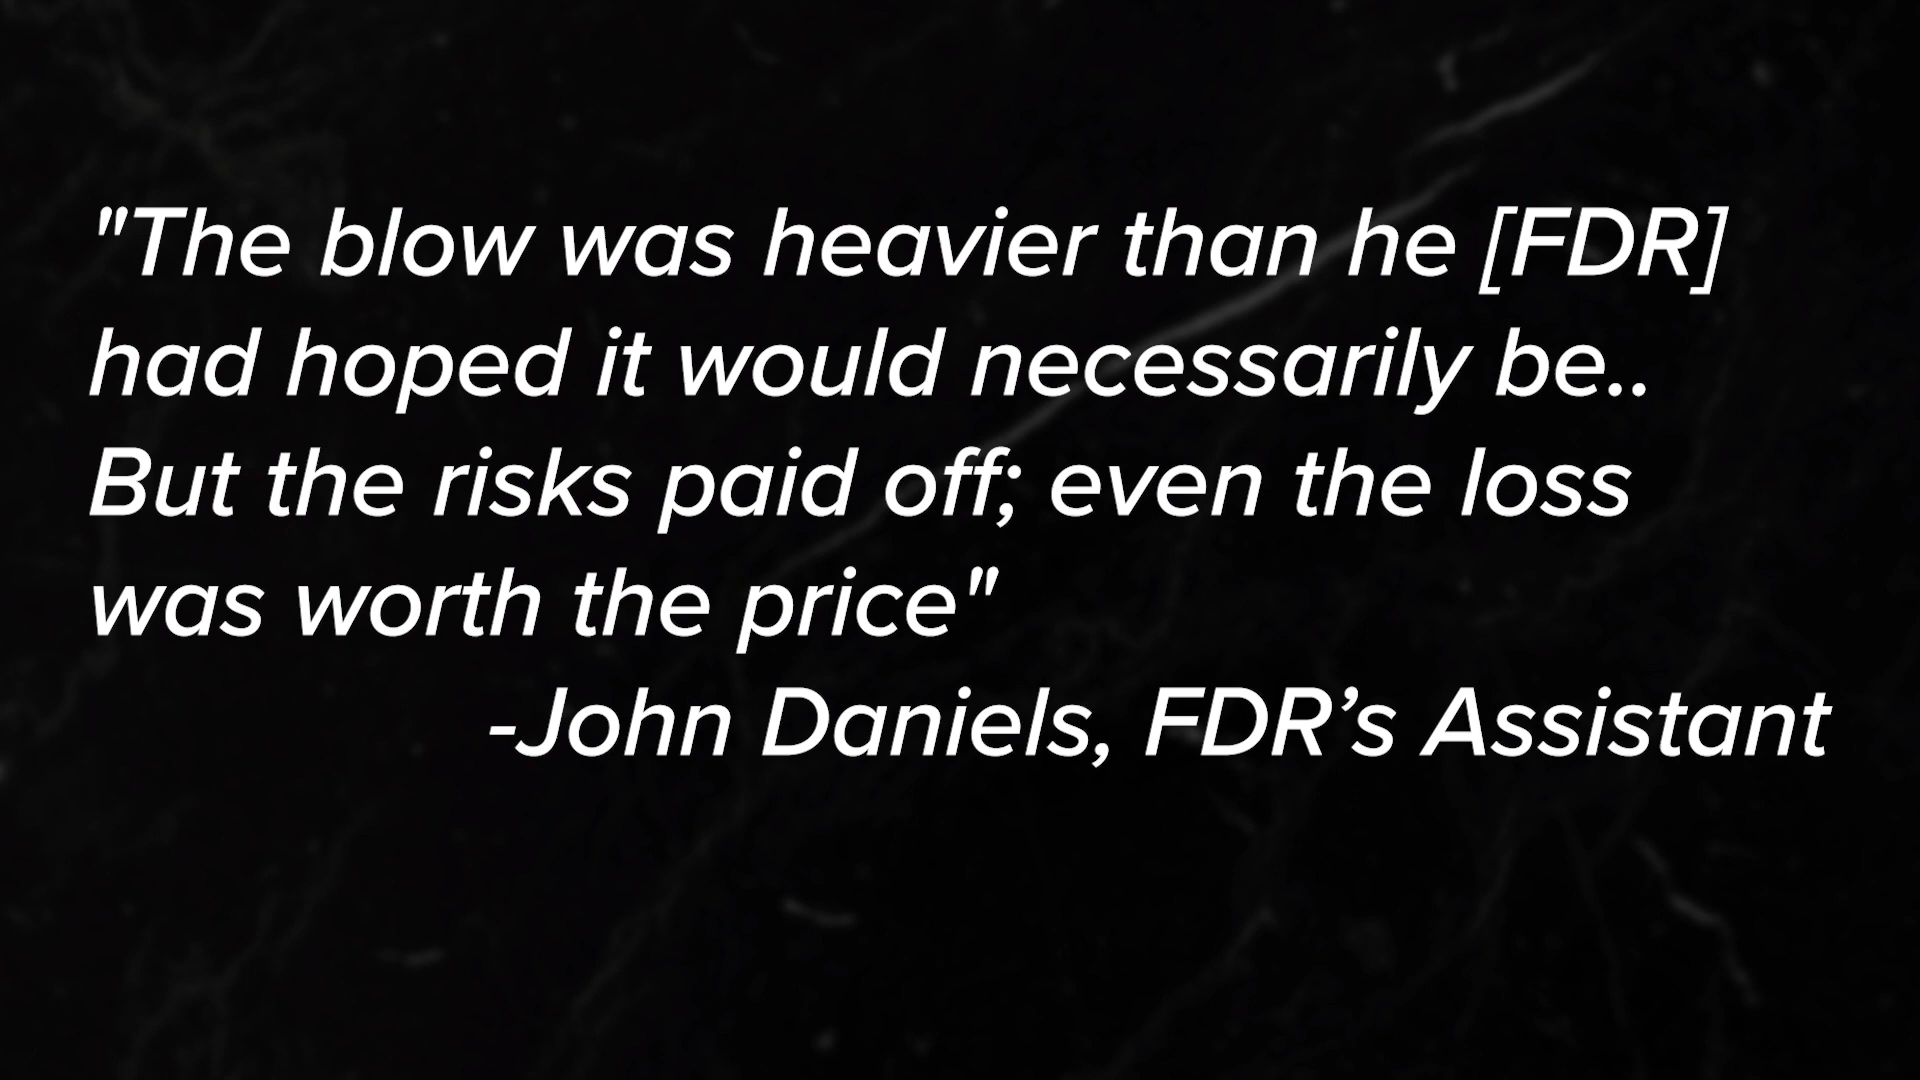 "The blow was heavier than he [FDR]
had hoped it would necessarily be..
But the risks paid off; even the loss
was worth the price"
-John Daniels, FDR’s Assistant